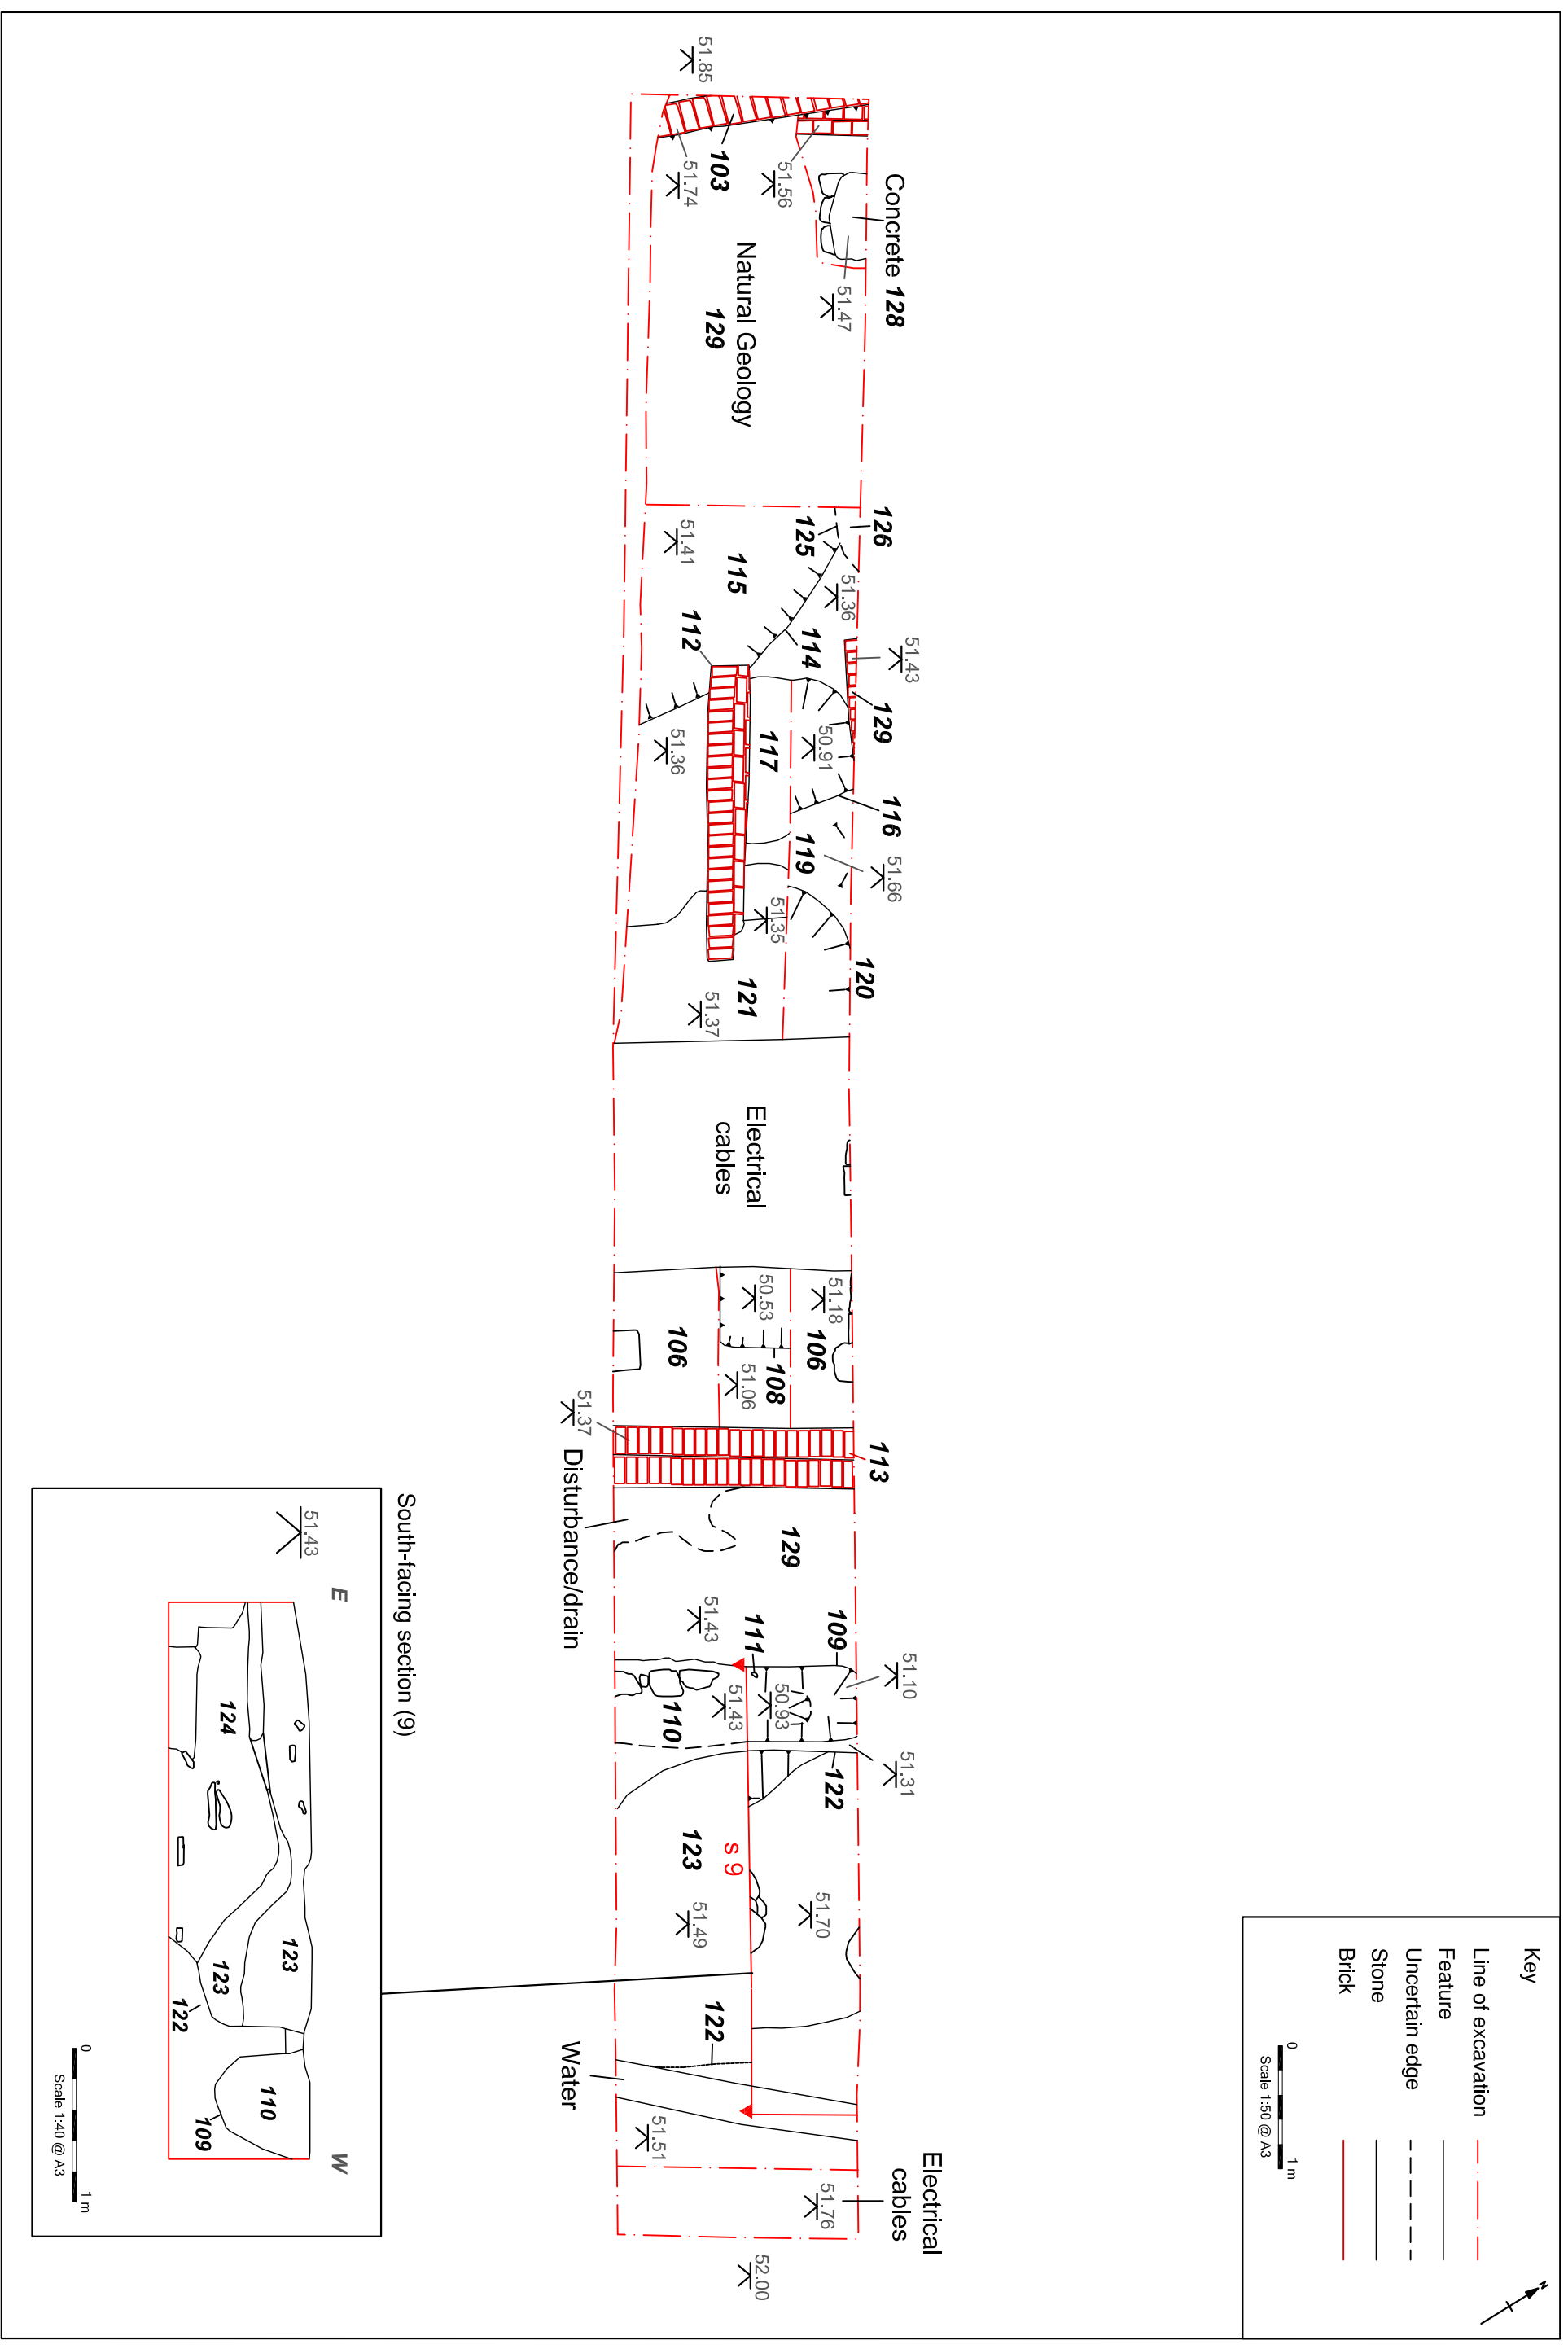 51.85
103
51.74
51.56
Concrete 128
51.47
Natural Geology
129
126
125
51.36
51.41
115
114
112
51.43
129
51.36
117
50.91
116
119
51.66
51.35
120
121
51.37
Electrical
cables
51.18
106
50.53
108
51.06
106
113
51.37
Disturbance/drain
129
109
111
51.43
51.10
50.93
51.43
110
51.31
122
123
s 9
51.70
51.49
122
Water
51.51
Electrical
cables
51.76
52.00
South-facing section (9)
51.43
E
W
124
123
123
122
110
109
0
1 m
Scale 1:40 @ A3
Key
Line of excavation
Feature
Uncertain edge
Stone
Brick
0
1 m
Scale 1:50 @ A3
N